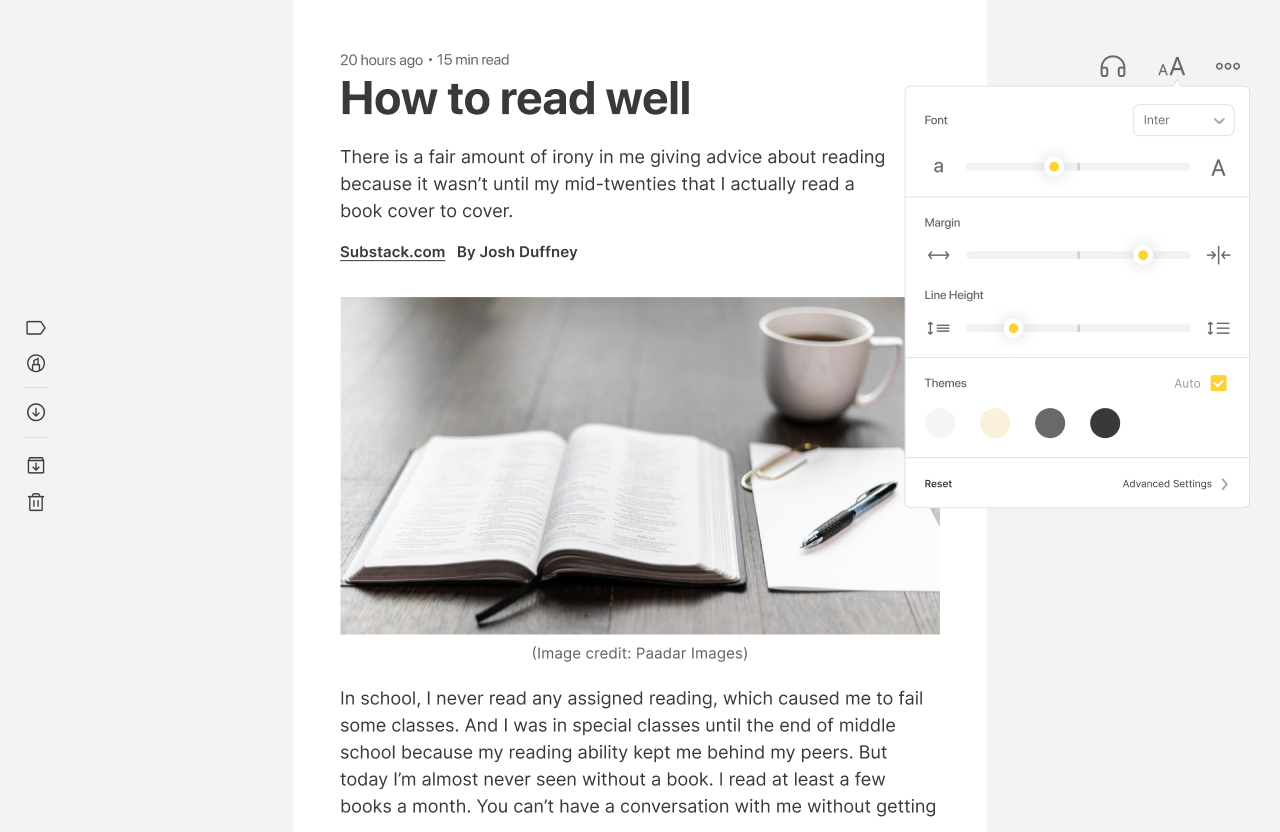 20 hours ago • 15 min read
How to read well
There is a fair amount of irony in me giving advice about reading
because it wasn’t until my mid-twenties that I actually read a
book cover to cover.
Substack.com By Josh Duffney
(Image credit: Paadar Images)
In school, I never read any assigned reading, which caused me to fail
some classes. And I was in special classes until the end of middle
school because my reading ability kept me behind my peers. But
today I’m almost never seen without a book. I read at least a few
books a month. You can’t have a conversation with me without getting
AA
Font
Inter
a
A
Margin
Line Height
Themes
Auto
Reset
Advanced Settings